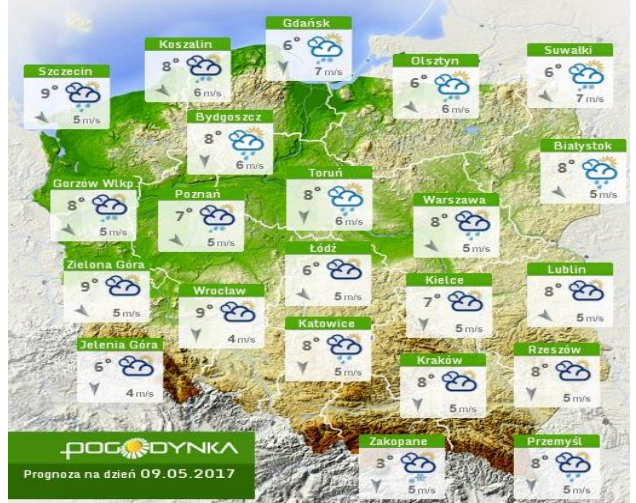 Gdańsk
6°
7 m/s
Koszalin
8°
6 m/s
Olsztyn
6°
6 m/s
Suwałki
6°
7 m/s
Szczecin
9°
5 m/s
Bydgoszcz
8°
6 m/s
Białystok
8°
5 m/s
Gorzów Wlkp.
8°
5 m/s
Poznań
7°
5 m/s
Toruń
8°
6 m/s
Warszawa
8°
5 m/s
Zielona Góra
9°
5 m/s
Wrocław
9°
4 m/s
Łódź
6°
5 m/s
Kielce
7°
5 m/s
Lublin
8°
5 m/s
Jelenia Góra
6°
4 m/s
Katowice
8°
5 m/s
Kraków
8°
5 m/s
Rzeszów
8°
5 m/s
Zakopane
3°
5 m/s
Przemyśl
8°
5 m/s
POGODYNKA
Prognoza na dzień 09.05.2017